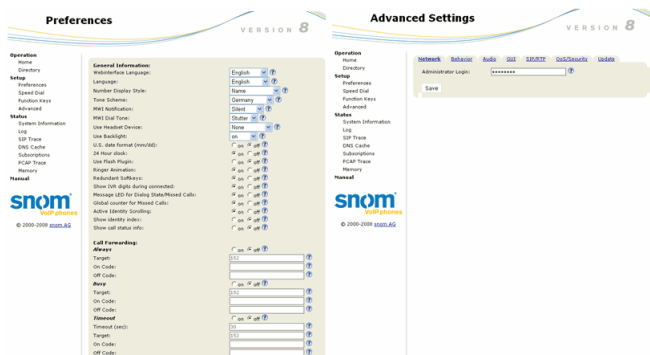 Preferences
VERSION 8
Operation
Home
Directory
Setup
Preferences
Speed Dial
Function Keys
Advanced
Status
System Information
Log
SIP Trace
DNS Cache
Subscriptions
PCAP Trace
Memory
Manual
snom
VoIP phones
© 2000-2008 snom AG
General Information:
Webinterface Language: English
Language: English
Number Display Style: Name
Tone Scheme: Germany
MWI Notification: Silent
MWI Dial Tone: Stutter
Use Headset Device: None
Use Backlight: on
U.S. date format (mm/dd): on off
24 Hour clock: on off
Use Flash Plugin: on off
Ringer Animation: on off
Redundant Softkeys: on off
Show IVR digits during connected: on off
Message LED for Dialog State/Missed Calls: on off
Global counter for Missed Calls: on off
Active Identity Scrolling: on off
Show identity index: on off
Show call status info: on off
Call Forwarding:
Always on off
Target: 552
On Code:
Off Code:
Busy on off
Target: 552
On Code:
Off Code:
Timeout on off
Timeout (sec): 30
Target: 552
On Code:
Off Code:
Advanced Settings
VERSION 8
Operation
Home
Directory
Setup
Preferences
Speed Dial
Function Keys
Advanced
Status
System Information
Log
SIP Trace
DNS Cache
Subscriptions
PCAP Trace
Memory
Manual
snom
VoIP phones
© 2000-2008 snom AG
Network Behavior Audio GUI SIP/RTP QoS/Security Update
Administrator Login: ********
Save